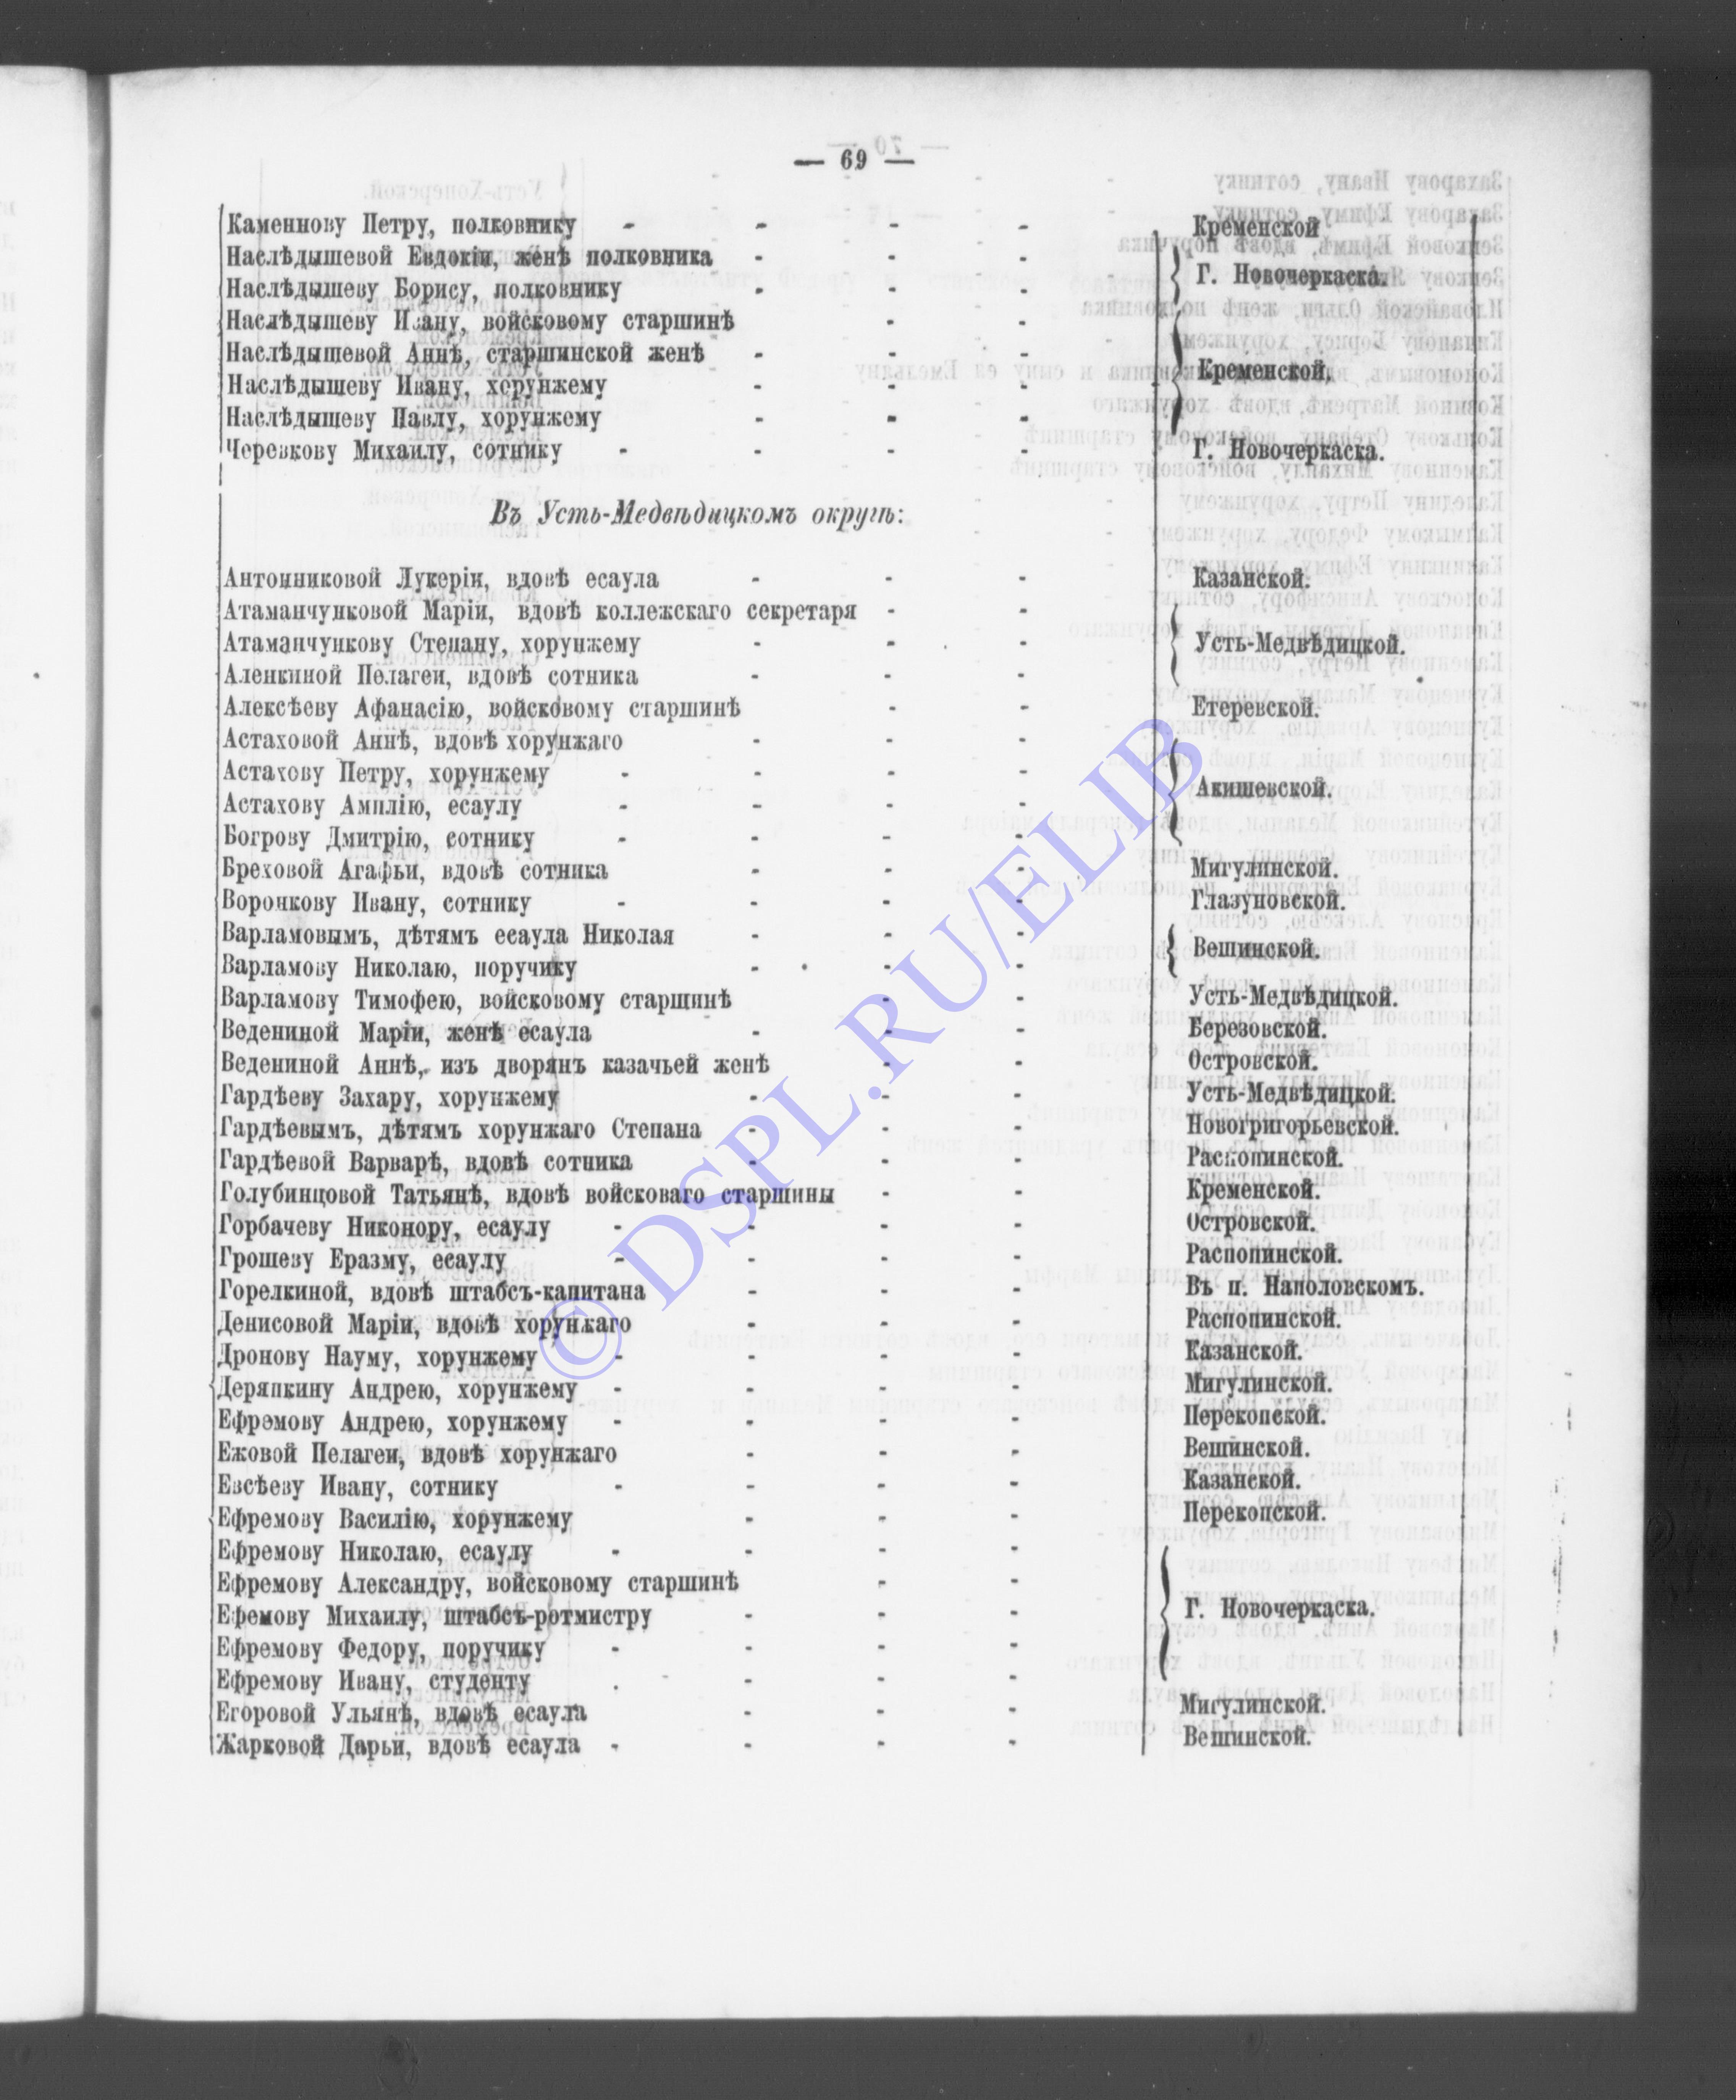 — 69 —
Каменнову Петру, полковнику - - - - Кременской
Наслѣдышевой Евдокіи, женѣ полковника - - -
Наслѣдышеву Борису, полковнику - - - Г. Новочеркаска.
Наслѣдышеву Ивану, войсковому старшинѣ - -
Наслѣдышевой Аннѣ, старшинской женѣ - - -
Наслѣдышеву Ивану, хорунжему - - - Кременской.
Наслѣдышеву Павлу, хорунжему - - -
Черевкову Михаилу, сотнику - - - - Г. Новочеркаска.
Въ Усть-Медвѣдицкомъ округѣ:
Антонниковой Лукеріи, вдовѣ есаула - - - Казанской.
Атаманчуковой Маріи, вдовѣ коллежскаго секретаря - -
Атаманчукову Степану, хорунжему - - - Усть-Медвѣдицкой.
Аленкиной Пелагеи, вдовѣ сотника - - -
Алексѣеву Афанасію, войсковому старшинѣ - - Етеревской.
Астаховой Аннѣ, вдовѣ хорунжаго - - -
Астахову Петру, хорунжему - - - -
Астахову Амплію, есаулу - - - - Акишевской.
Богрову Дмитрію, сотнику - - - -
Бреховой Агафьи, вдовѣ сотника - - - Мигулинской.
Воронкову Ивану, сотнику - - - - Глазуновской.
Варламовымъ, дѣтямъ есаула Николая - - -
Варламову Николаю, поручику - - - Вешинской.
Варламову Тимофею, войсковому старшинѣ - - Усть-Медвѣдицкой.
Ведениной Маріи, женѣ есаула - - - Березовской.
Ведениной Аннѣ, изъ дворянъ казачьей женѣ - - Островской.
Гардѣеву Захару, хорунжему - - - Усть-Медвѣдицкой.
Гардѣевымъ, дѣтямъ хорунжаго Степана - - - Новогригорьевской.
Гардѣевой Варварѣ, вдовѣ сотника - - - Распопинской.
Голубинцовой Татьянѣ, вдовѣ войсковаго старшины - - Кременской.
Горбачеву Никонору, есаулу - - - - Островской.
Грошеву Еразму, есаулу - - - - Распопинской.
Горелкиной, вдовѣ штабсъ-капитана - - - Въ п. Наполовскомъ.
Денисовой Маріи, вдовѣ хорунжаго - - - Распопинской.
Дронову Науму, хорунжему - - - - Казанской.
Деряпкину Андрею, хорунжему - - - - Мигулинской.
Ефремову Андрею, хорунжему - - - - Перекопской.
Ежовой Пелагеи, вдовѣ хорунжаго - - - Вешинской.
Евсѣеву Ивану, сотнику - - - - Казанской.
Ефремову Василію, хорунжему - - - Перекопской.
Ефремову Николаю, есаулу - - - -
Ефремову Александру, войсковому старшинѣ - -
Ефемову Михаилу, штабсъ-ротмистру - - - Г. Новочеркаска.
Ефремову Федору, поручику - - - -
Ефремову Ивану, студенту - - - -
Егоровой Ульянѣ, вдовѣ есаула - - - Мигулинской.
Жарковой Дарьи, вдовѣ есаула - - - - Вешинской.
© DSPL.RU/ELIB